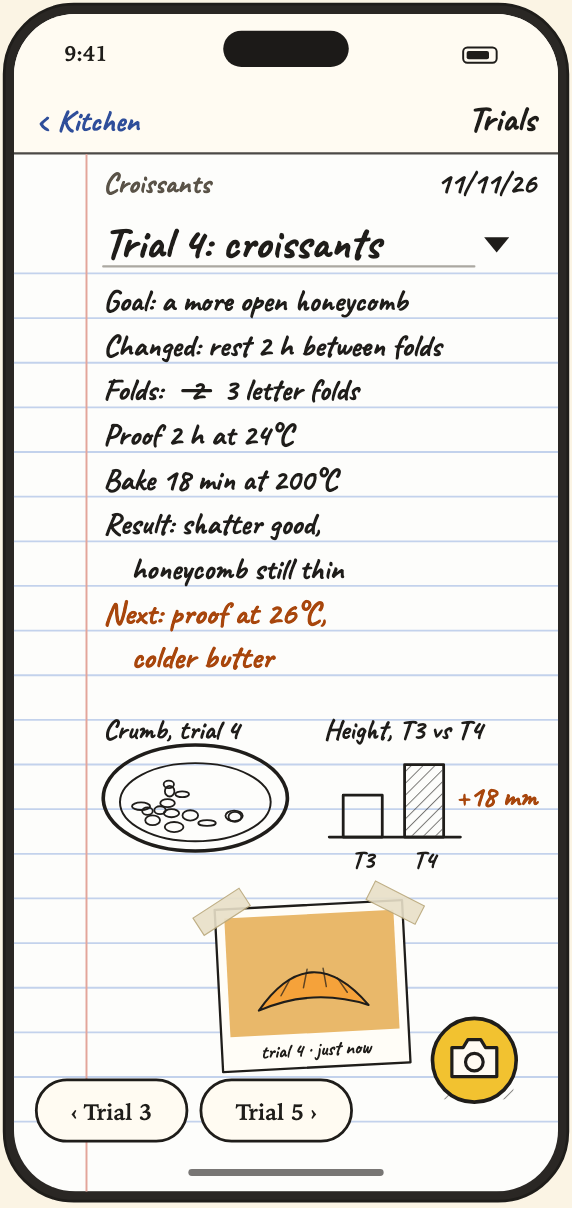 9:41
‹ Kitchen
Trials
Croissants
11/11/26
Trial 4: croissants
Goal: a more open honeycomb
Changed: rest 2 h between folds
Folds: 2 3 letter folds
Proof 2 h at 24°C
Bake 18 min at 200°C
Result: shatter good,
honeycomb still thin
Next: proof at 26°C,
colder butter
Crumb, trial 4
Height, T3 vs T4
+18 mm
T3
T4
trial 4 · just now
‹ Trial 3
Trial 5 ›